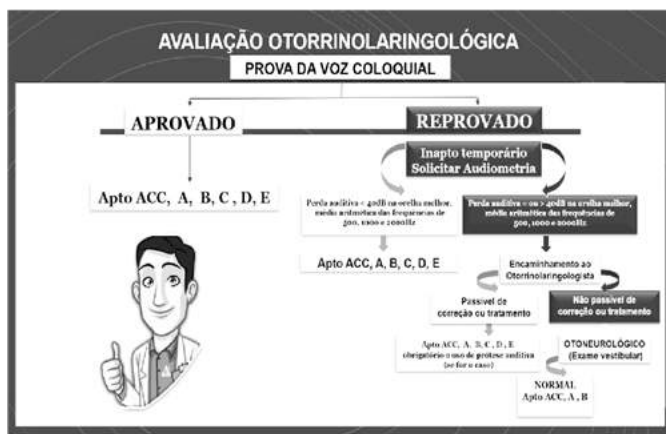 AVALIAÇÃO OTORRINOLARINGOLÓGICA
PROVA DA VOZ COLOQUIAL
APROVADO
Apto ACC, A, B, C , D, E
REPROVADO
Inapto temporário
Solicitar Audiometria
Perda auditiva < 40dB na orelha melhor,
média aritmética das frequências de
500, 1000 e 2000Hz
Apto ACC, A, B, C, D, E
Perda auditiva = ou > 40dB na orelha melhor,
média aritmética das frequências de
500, 1000 e 2000Hz
Encaminhamento ao
Otorrinolaringologista
Passível de
correção ou tratamento
Apto ACC, A, B, C, D, E
obrigatório o uso de prótese auditiva
(se for o caso)
Não passível de
correção ou tratamento
OTONEUROLÓGICO
(Exame vestibular)
NORMAL
Apto ACC, A, B